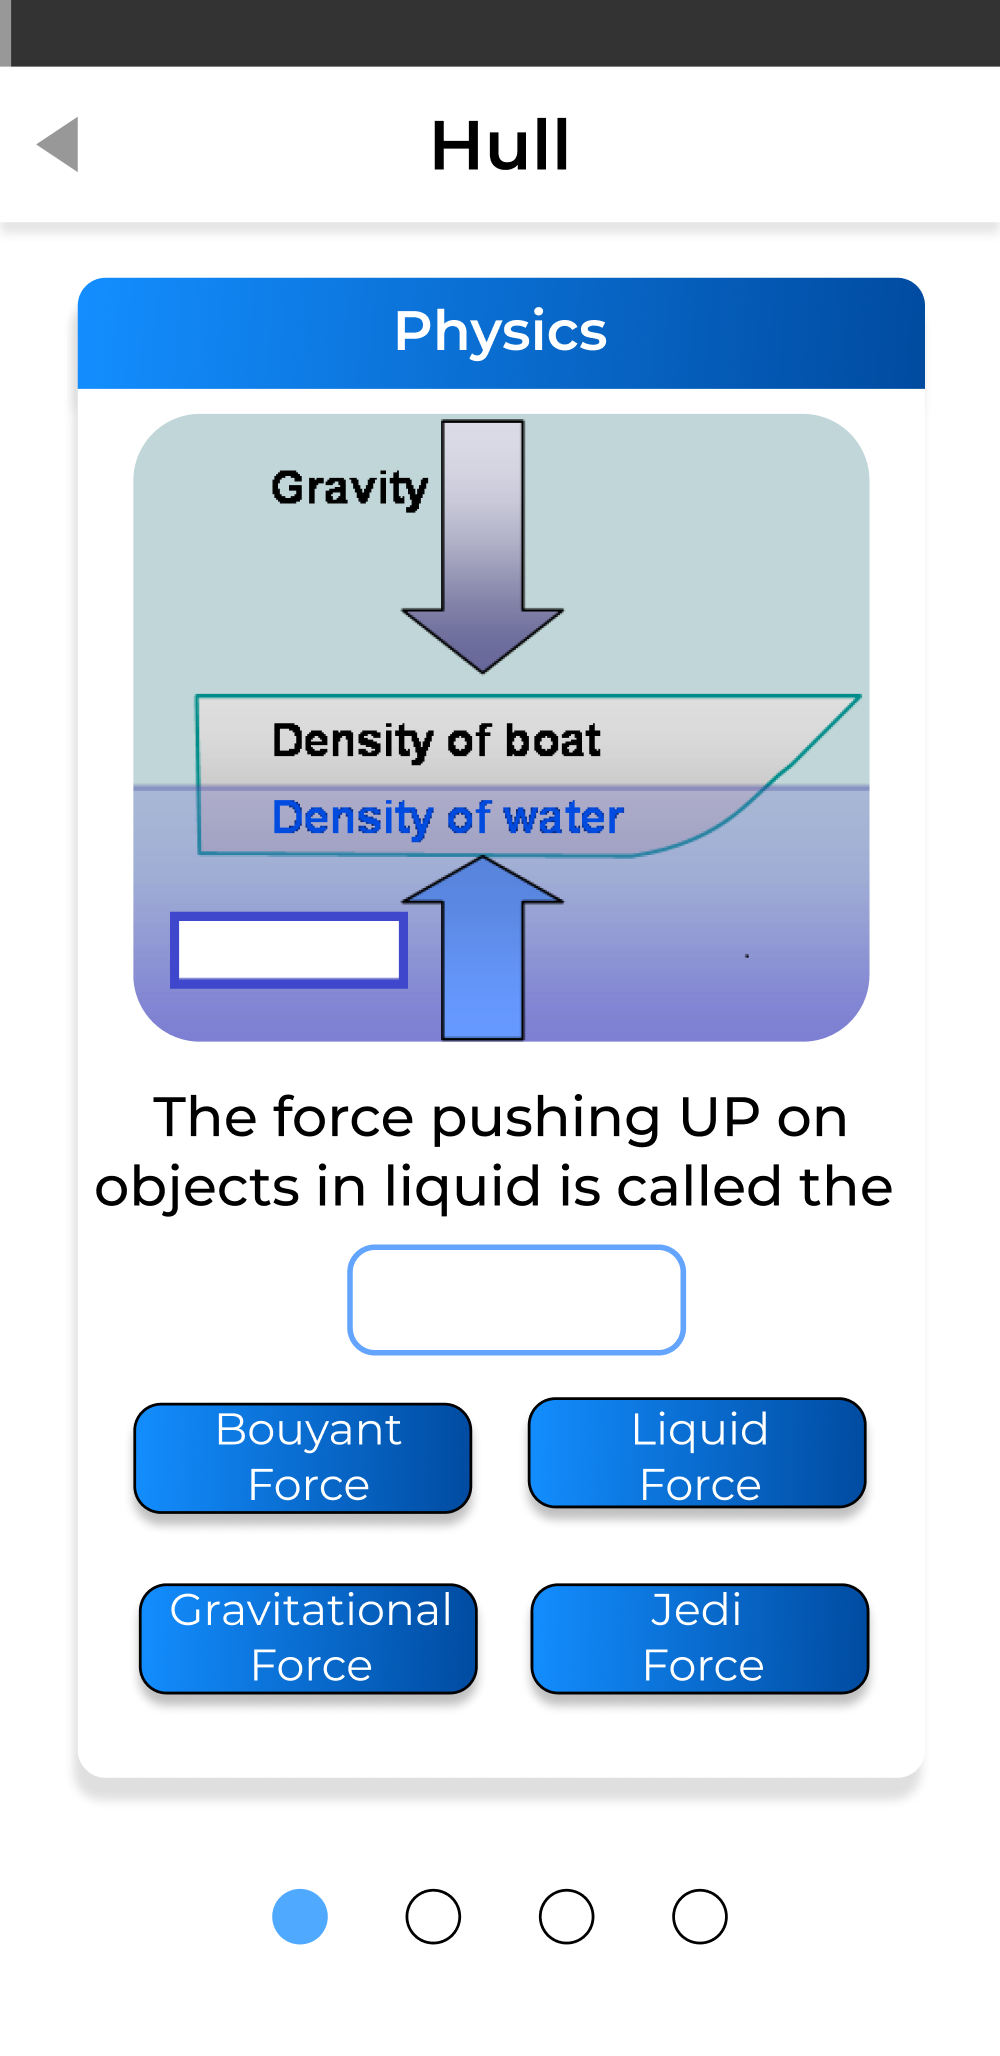 Hull
Physics
Gravity
Density of boat
Density of water
The force pushing UP on
objects in liquid is called the
Bouyant
Force
Liquid
Force
Gravitational
Force
Jedi
Force